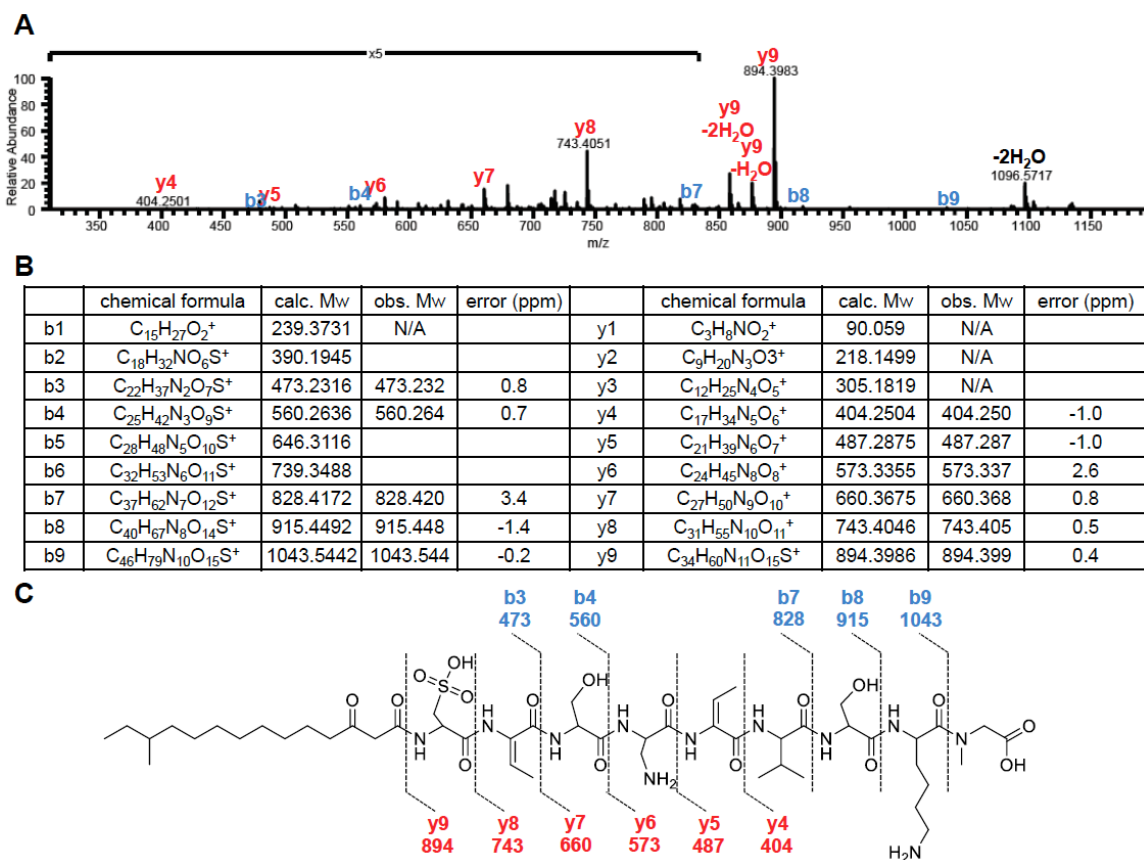 A
x5
y9
894.3983
100
80
60
40
20
0
Relative Abundance
y9
-2H2O
y9
-H2O
y8
743.4051
-2H2O
1096.5717
y7
y4
404.2501
b3
y5
b4
y6
b7
b8
b9
350 400 450 500 550 600 650 700 750 800 850 900 950 1000 1050 1100 1150
m/z
B
chemical formula calc. Mw obs. Mw error (ppm) chemical formula calc. Mw obs. Mw error (ppm)
b1 C15H27O2+ 239.3731 N/A y1 C3H8NO2+ 90.059 N/A
b2 C18H32NO6S+ 390.1945 y2 C9H20N3O3+ 218.1499 N/A
b3 C22H37N2O7S+ 473.2316 473.232 0.8 y3 C12H25N4O5+ 305.1819 N/A
b4 C25H42N3O9S+ 560.2636 560.264 0.7 y4 C17H34N5O6+ 404.2504 404.250 -1.0
b5 C28H48N5O10S+ 646.3116 y5 C21H39N6O7+ 487.2875 487.287 -1.0
b6 C32H53N6O11S+ 739.3488 y6 C24H45N8O8+ 573.3355 573.337 2.6
b7 C37H62N7O12S+ 828.4172 828.420 3.4 y7 C27H50N9O10+ 660.3675 660.368 0.8
b8 C40H67N8O14S+ 915.4492 915.448 -1.4 y8 C31H55N10O11+ 743.4046 743.405 0.5
b9 C46H79N10O15S+ 1043.5442 1043.544 -0.2 y9 C34H60N11O15S+ 894.3986 894.399 0.4
C
b3 b4 b7 b8 b9
473 560 828 915 1043
OH
O S O
HO
HO
O O O H N O H N O H N O H N O N
N H O N H O N H O N H O N H O OH
NH2
H2N
y9 y8 y7 y6 y5 y4
894 743 660 573 487 404